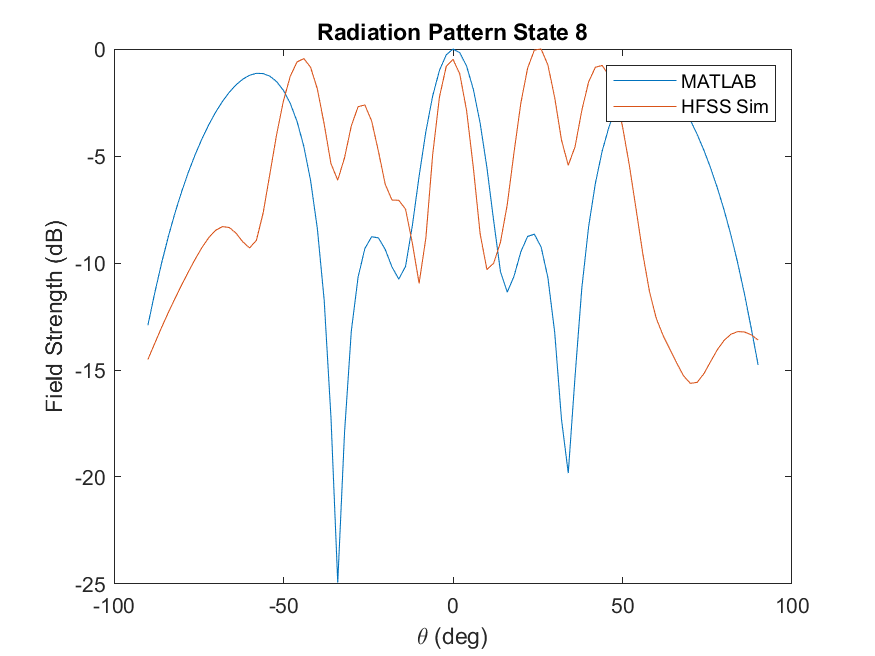 Radiation Pattern State 8
MATLAB
HFSS Sim
Field Strength (dB)
0
-5
-10
-15
-20
-25
-100
-50
0
50
100
θ (deg)